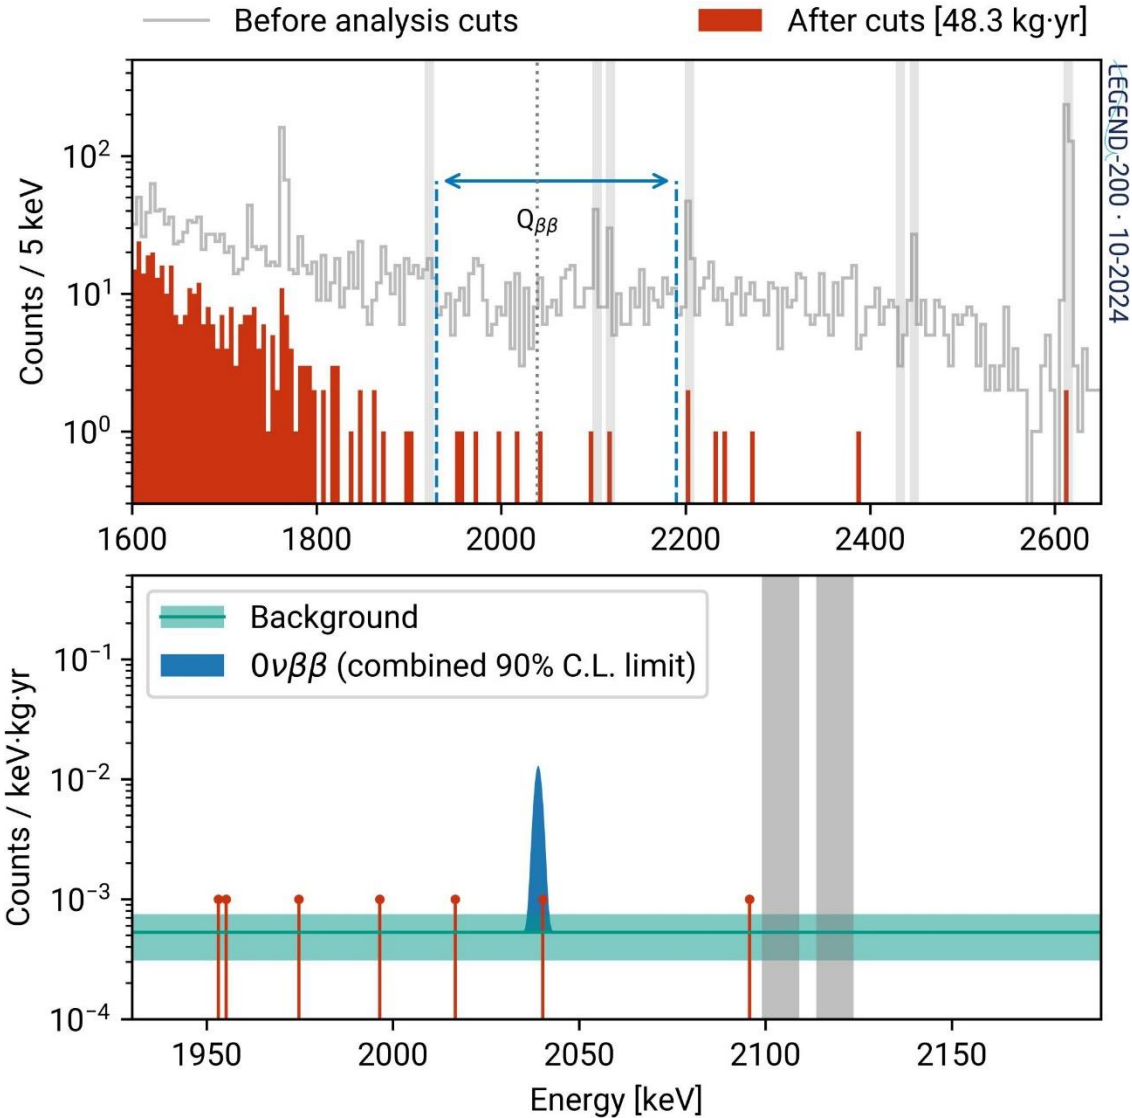 Before analysis cuts
After cuts [48.3 kg·yr]
LEGEND-200 · 10-2024
Counts / 5 keV
10²
10¹
10⁰
Qββ
1600 1800 2000 2200 2400 2600
Background
0νββ (combined 90% C.L. limit)
Counts / keV·kg·yr
10⁻¹
10⁻²
10⁻³
10⁻⁴
1950 2000 2050 2100 2150
Energy [keV]